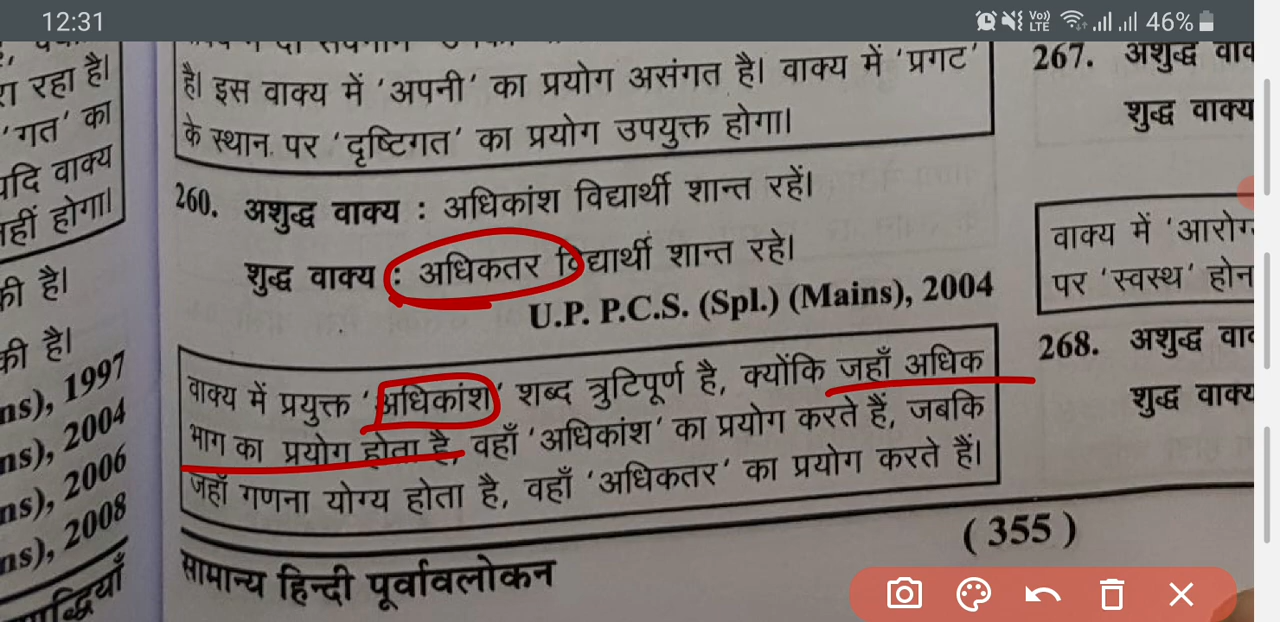 12:31
Vo)) LTE 46%
रहा है।
'गत' का
यदि वाक्य
नहीं होगा।
की है।
की है।
ns), 1997
ns), 2004
ns), 2006
ns), 2008
है। इस वाक्य में 'अपनी' का प्रयोग असंगत है। वाक्य में 'प्रगट'
के स्थान पर 'दृष्टिगत' का प्रयोग उपयुक्त होगा।
260. अशुद्ध वाक्य : अधिकांश विद्यार्थी शान्त रहें।
शुद्ध वाक्य : अधिकतर विद्यार्थी शान्त रहे।
U.P. P.C.S. (Spl.) (Mains), 2004
वाक्य में प्रयुक्त 'अधिकांश' शब्द त्रुटिपूर्ण है, क्योंकि जहाँ अधिक
भाग का प्रयोग होता है, वहाँ 'अधिकांश' का प्रयोग करते हैं, जबकि
जहाँ गणना योग्य होता है, वहाँ 'अधिकतर' का प्रयोग करते हैं।
( 355 )
सामान्य हिन्दी पूर्वावलोकन
267. अशुद्ध वाक
शुद्ध वाक्य
वाक्य में 'आरोग
पर 'स्वस्थ' होन
268. अशुद्ध वाक
शुद्ध वाक्य